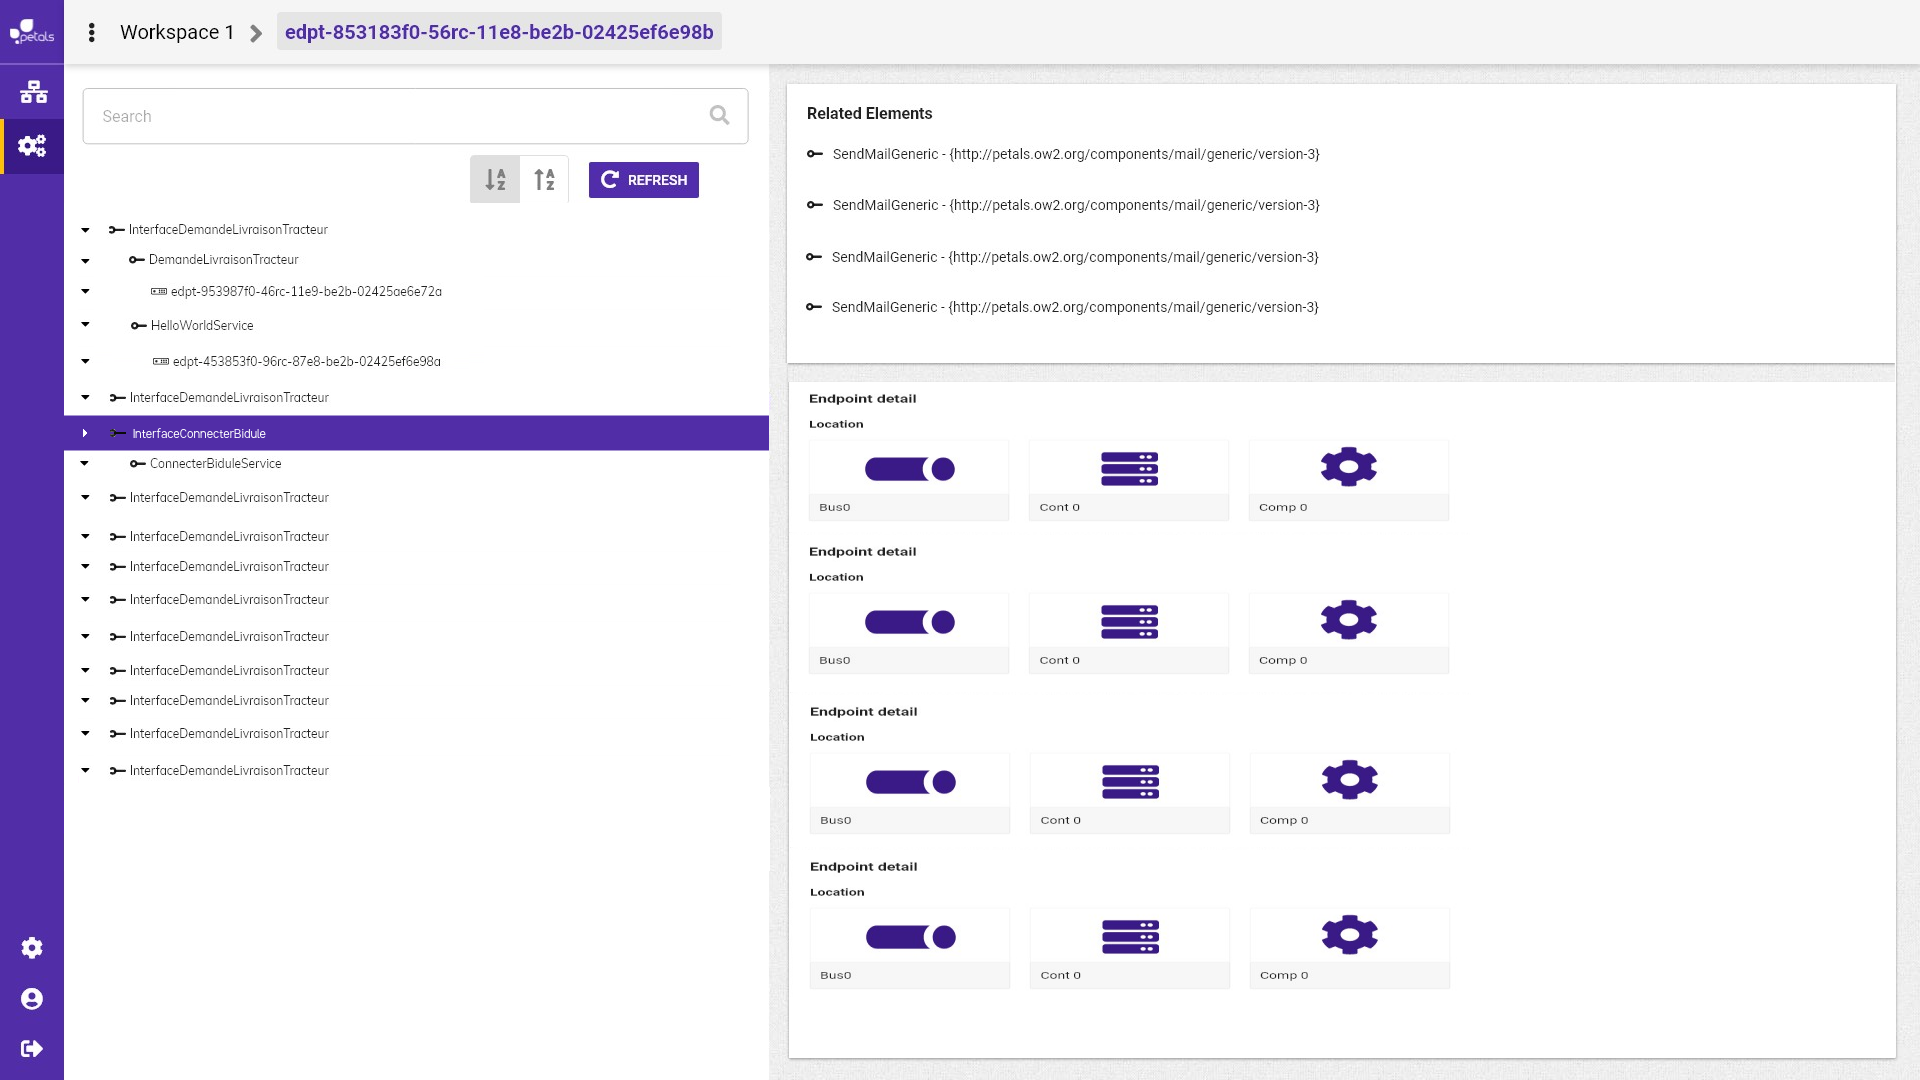 petals
Workspace 1
edpt-853183f0-56rc-11e8-be2b-02425ef6e98b
Search
A
Z
A
Z
REFRESH
InterfaceDemandeLivraisonTracteur
DemandeLivraisonTracteur
edpt-953987f0-46rc-11e9-be2b-02425ae6e72a
HelloWorldService
edpt-453853f0-96rc-87e8-be2b-02425ef6e98a
InterfaceDemandeLivraisonTracteur
InterfaceConnecterBidule
ConnecterBiduleService
InterfaceDemandeLivraisonTracteur
InterfaceDemandeLivraisonTracteur
InterfaceDemandeLivraisonTracteur
InterfaceDemandeLivraisonTracteur
InterfaceDemandeLivraisonTracteur
InterfaceDemandeLivraisonTracteur
InterfaceDemandeLivraisonTracteur
InterfaceDemandeLivraisonTracteur
InterfaceDemandeLivraisonTracteur
Related Elements
SendMailGeneric - {http://petals.ow2.org/components/mail/generic/version-3}
SendMailGeneric - {http://petals.ow2.org/components/mail/generic/version-3}
SendMailGeneric - {http://petals.ow2.org/components/mail/generic/version-3}
SendMailGeneric - {http://petals.ow2.org/components/mail/generic/version-3}
Endpoint detail
Location
Bus0 Cont 0 Comp 0
Endpoint detail
Location
Bus0 Cont 0 Comp 0
Endpoint detail
Location
Bus0 Cont 0 Comp 0
Endpoint detail
Location
Bus0 Cont 0 Comp 0